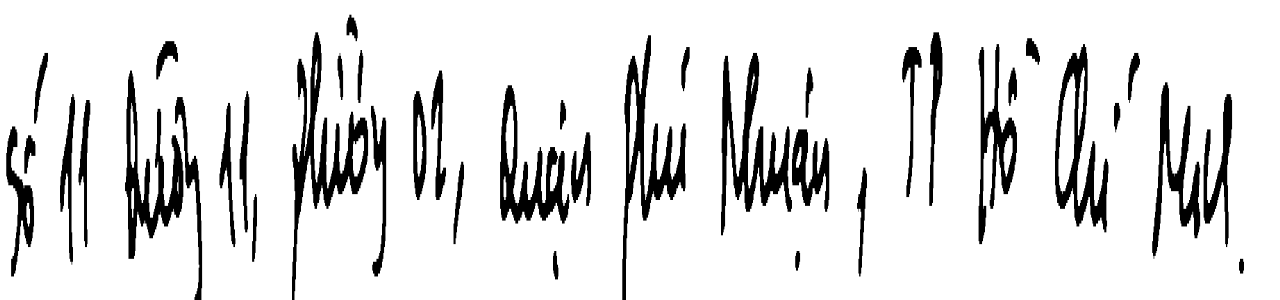 Số 11 Đường 11, Phường 02, Quận Phú Nhuận, TP Hồ Chí Minh.